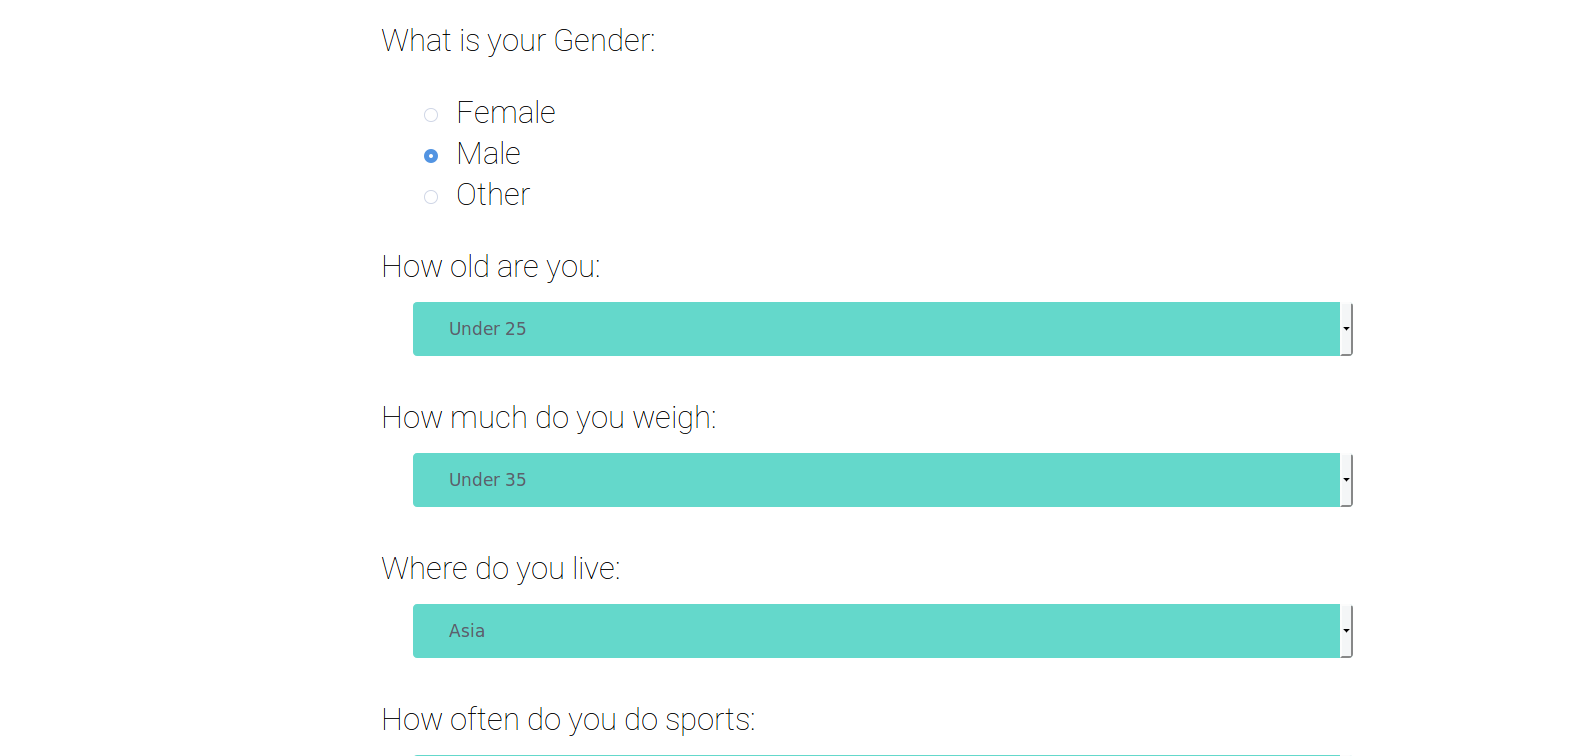 What is your Gender:
Female
Male
Other
How old are you:
Under 25
How much do you weigh:
Under 35
Where do you live:
Asia
How often do you do sports: